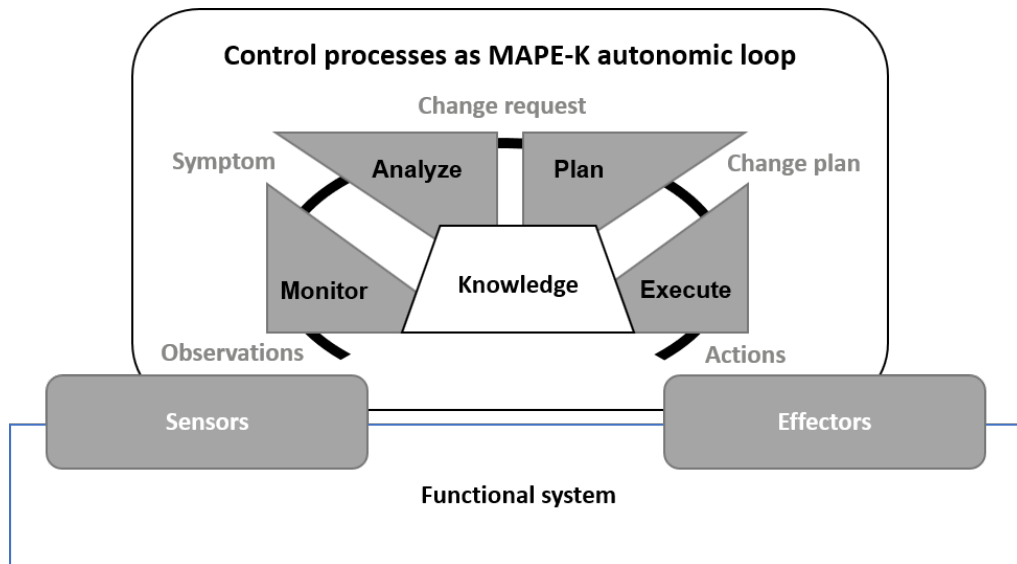 Control processes as MAPE-K autonomic loop
Change request
Symptom
Analyze
Plan
Change plan
Monitor
Knowledge
Execute
Observations
Actions
Sensors
Effectors
Functional system